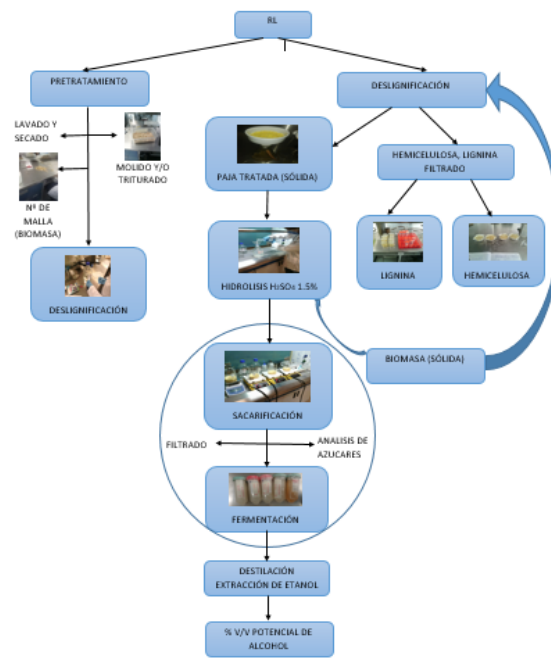 RL
PRETRATAMIENTO
DESLIGNIFICACIÓN
LAVADO Y
SECADO
MOLIDO Y/O
TRITURADO
Nº DE
MALLA
(BIOMASA)
DESLIGNIFICACIÓN
PAJA TRATADA (SÓLIDA)
HEMICELULOSA, LIGNINA
FILTRADO
LIGNINA
HEMICELULOSA
HIDROLISIS H₂SO₄ 1.5%
BIOMASA (SÓLIDA)
SACARIFICACIÓN
FILTRADO
ANALISIS DE
AZUCARES
FERMENTACIÓN
DESTILACIÓN
EXTRACCIÓN DE ETANOL
% V/V POTENCIAL DE
ALCOHOL